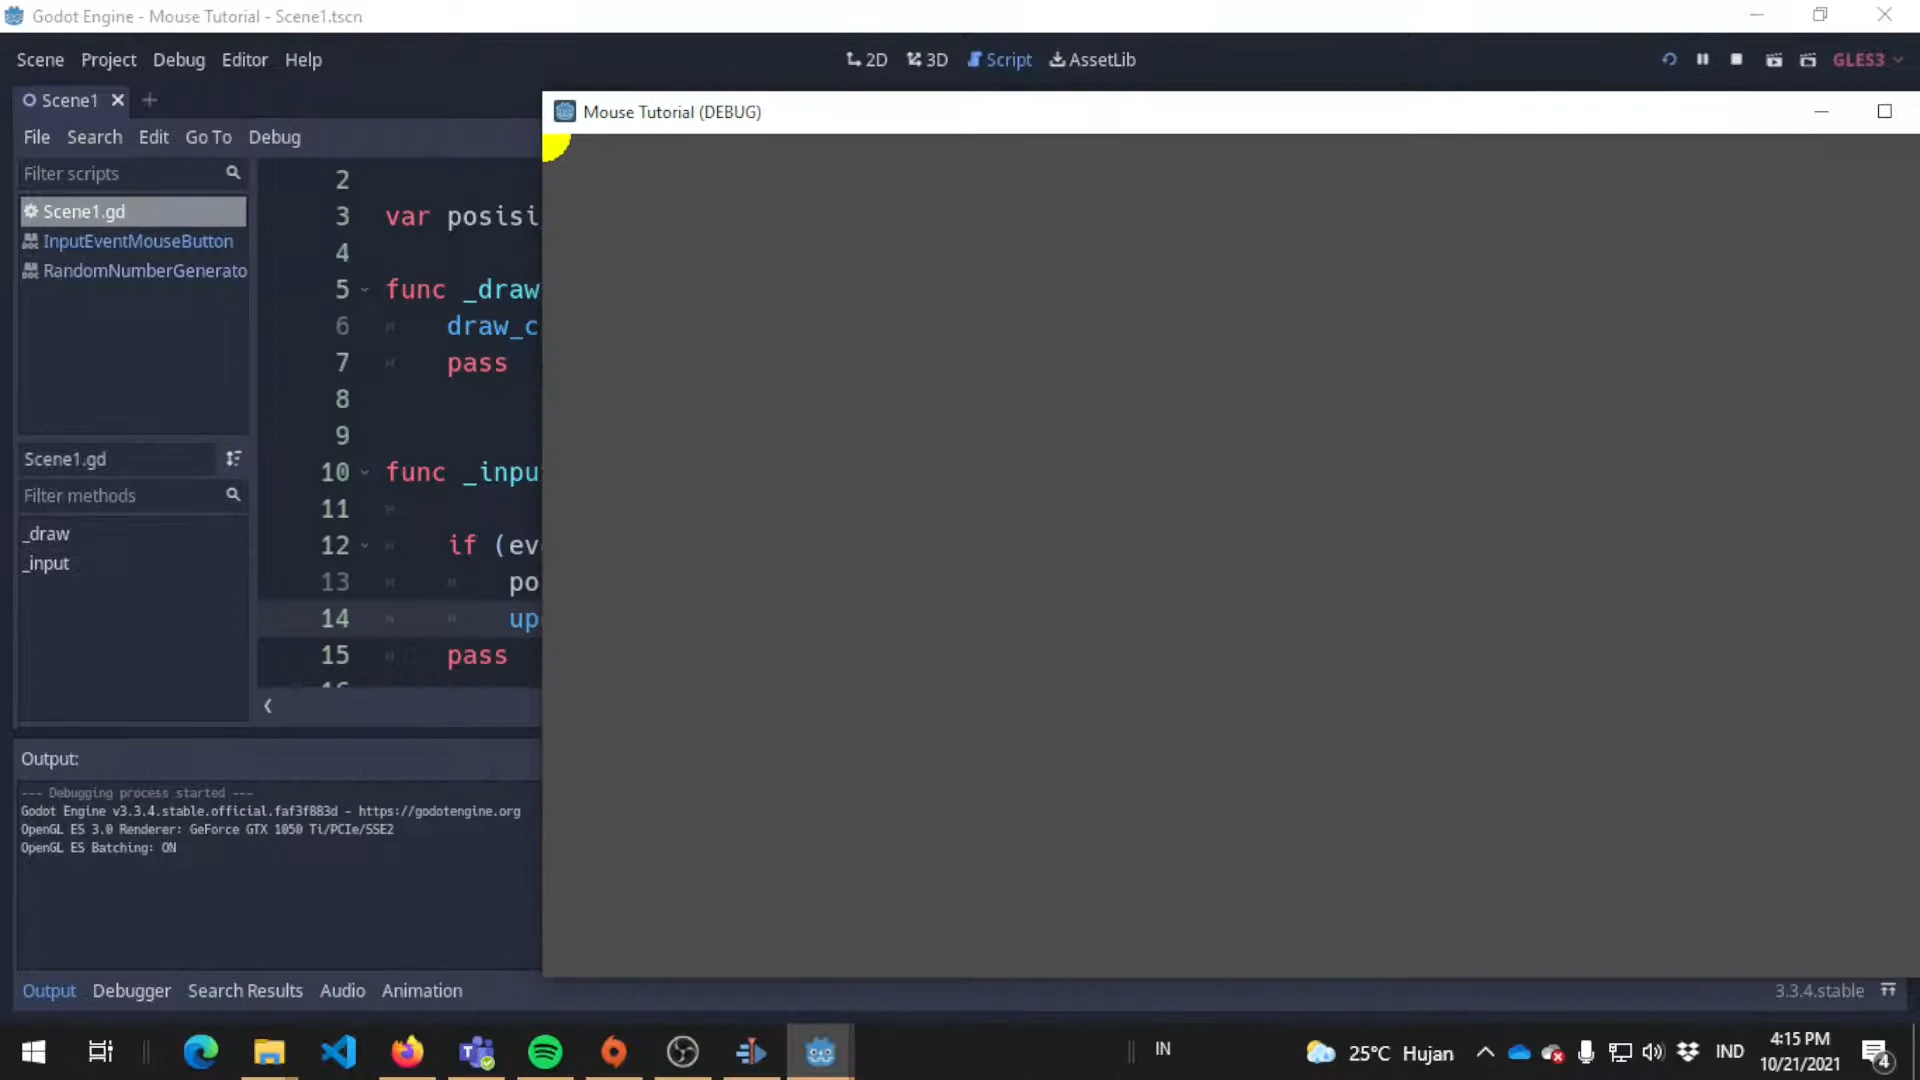 Godot Engine - Mouse Tutorial - Scene1.tscn
Scene Project Debug Editor Help
2D 3D Script AssetLib
GLES3
Scene1
File Search Edit Go To Debug
Mouse Tutorial (DEBUG)
Filter scripts
Scene1.gd
InputEventMouseButton
RandomNumberGenerato
Scene1.gd
Filter methods
_draw
_input
2
3 var posisi
4
5 func _draw
6 draw_c
7 pass
8
9
10 func _inpu
11
12 if (ev
13 po
14 up
15 pass
Output:
--- Debugging process started ---
Godot Engine v3.3.4.stable.official.faf3f883d - https://godotengine.org
OpenGL ES 3.0 Renderer: GeForce GTX 1050 Ti/PCIe/SSE2
OpenGL ES Batching: ON
Output Debugger Search Results Audio Animation
3.3.4.stable
IN
25°C Hujan
IND
4:15 PM
10/21/2021
4